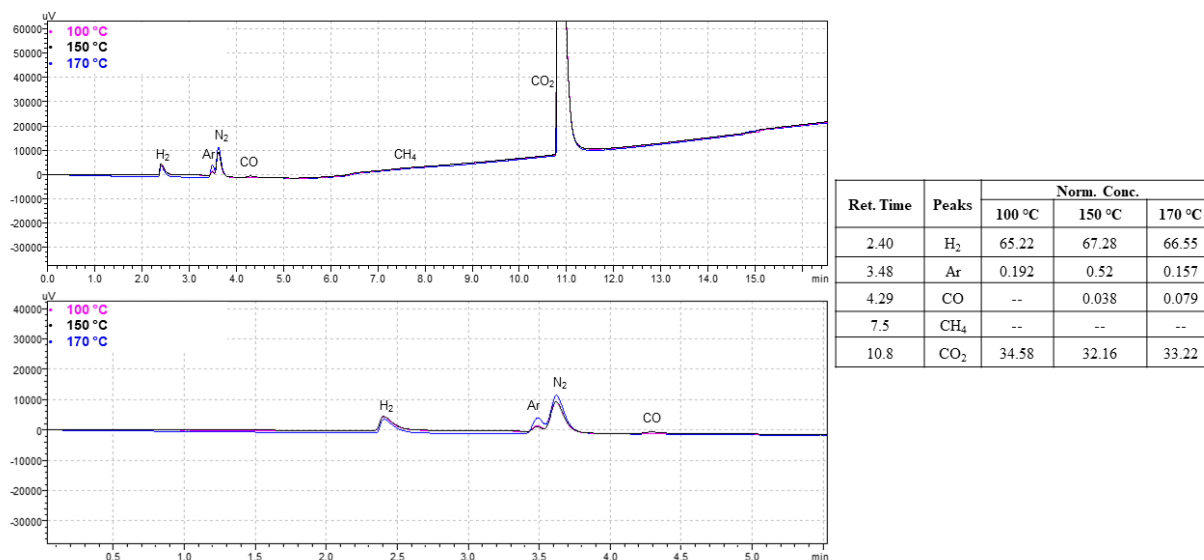 uV
60000
50000
40000
30000
20000
10000
0
-10000
-20000
-30000
100 °C
150 °C
170 °C
H₂
Ar
N₂
CO
CH₄
CO₂
0.0 1.0 2.0 3.0 4.0 5.0 6.0 7.0 8.0 9.0 10.0 11.0 12.0 13.0 14.0 15.0 min
uV
40000
30000
20000
10000
0
-10000
-20000
-30000
100 °C
150 °C
170 °C
H₂
Ar
N₂
CO
0.5 1.0 1.5 2.0 2.5 3.0 3.5 4.0 4.5 5.0 min
Ret. Time Peaks Norm. Conc.
100 °C 150 °C 170 °C
2.40 H₂ 65.22 67.28 66.55
3.48 Ar 0.192 0.52 0.157
4.29 CO -- 0.038 0.079
7.5 CH₄ -- -- --
10.8 CO₂ 34.58 32.16 33.22